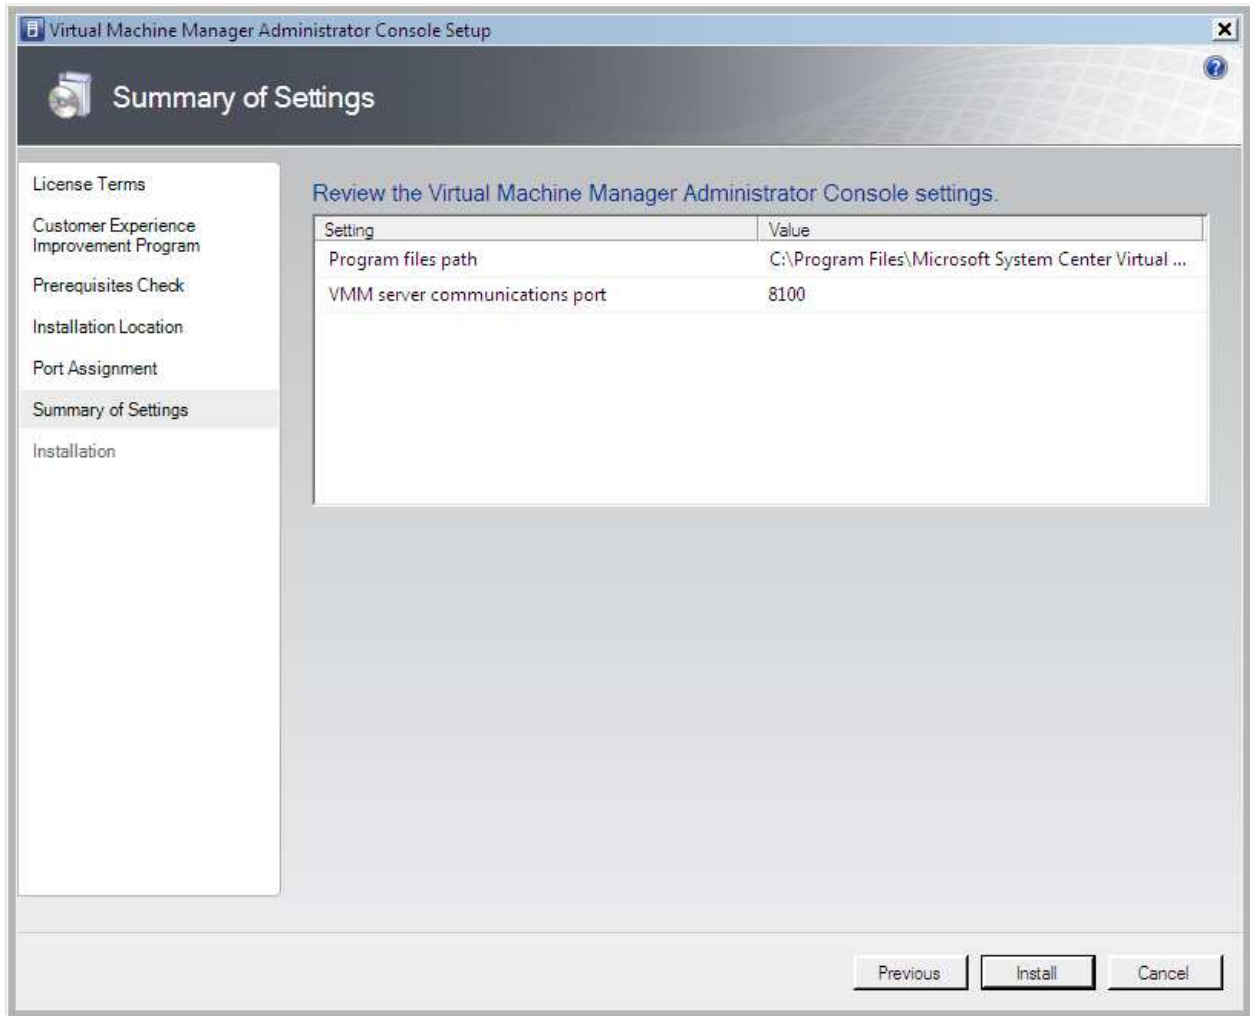 Virtual Machine Manager Administrator Console Setup
Summary of Settings
License Terms
Customer Experience
Improvement Program
Prerequisites Check
Installation Location
Port Assignment
Summary of Settings
Installation
Review the Virtual Machine Manager Administrator Console settings.
Setting Value
Program files path C:\Program Files\Microsoft System Center Virtual ...
VMM server communications port 8100
Previous Install Cancel